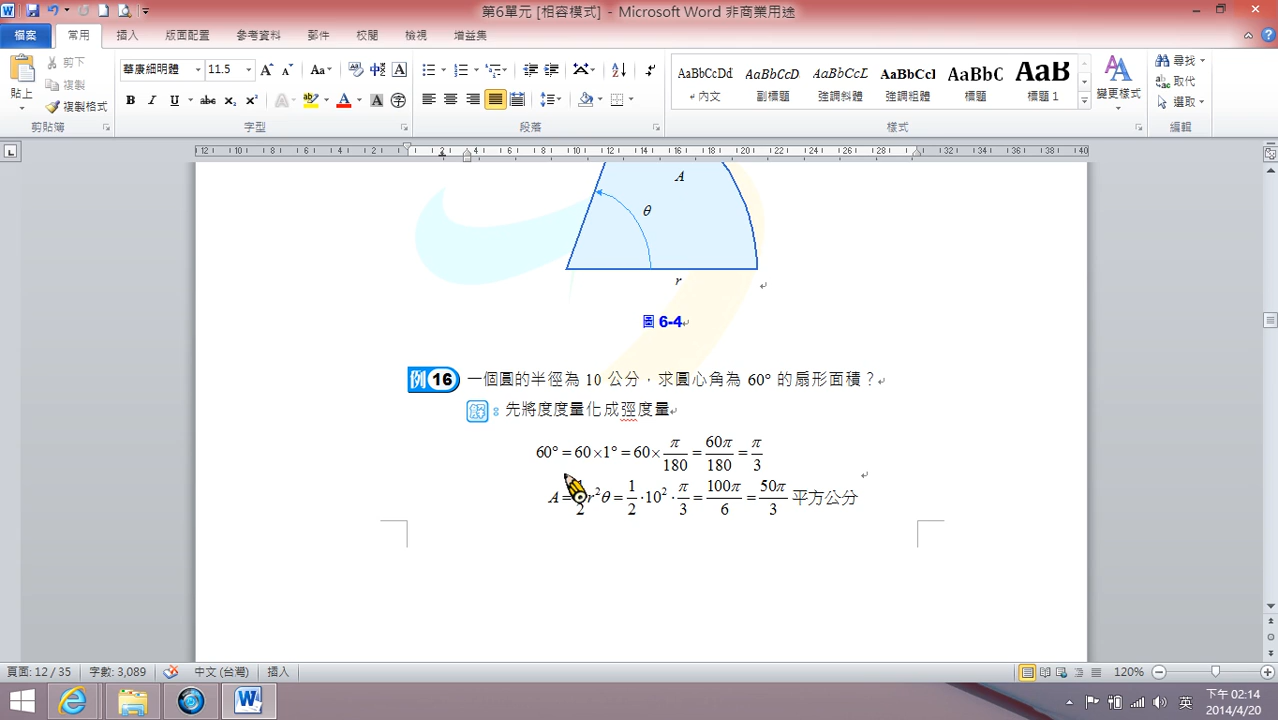 第6單元 [相容模式] - Microsoft Word 非商業用途
檔案 常用 插入 版面配置 參考資料 郵件 校閱 檢視 增益集
貼上 剪下 複製 複製格式 剪貼簿
華康細明體 11.5 字型
段落
AaBbCcDd 內文 AaBbCcD 副標題 AaBbCcL 強調斜體 AaBbCcl 強調粗體 AaBbC 標題 AaB 標題 1 變更樣式 樣式
尋找 取代 選取 編輯
A
θ
r
圖 6-4
例 16 一個圓的半徑為 10 公分，求圓心角為 60° 的扇形面積？
解： 先將度度量化成弳度量
60° = 60×1° = 60×π/180 = 60π/180 = π/3
A = 1/2 r²θ = 1/2 · 10² · π/3 = 100π/6 = 50π/3 平方公分
頁面: 12 / 35 字數: 3,089 中文 (台灣) 插入 120%
英 下午 02:14
2014/4/20